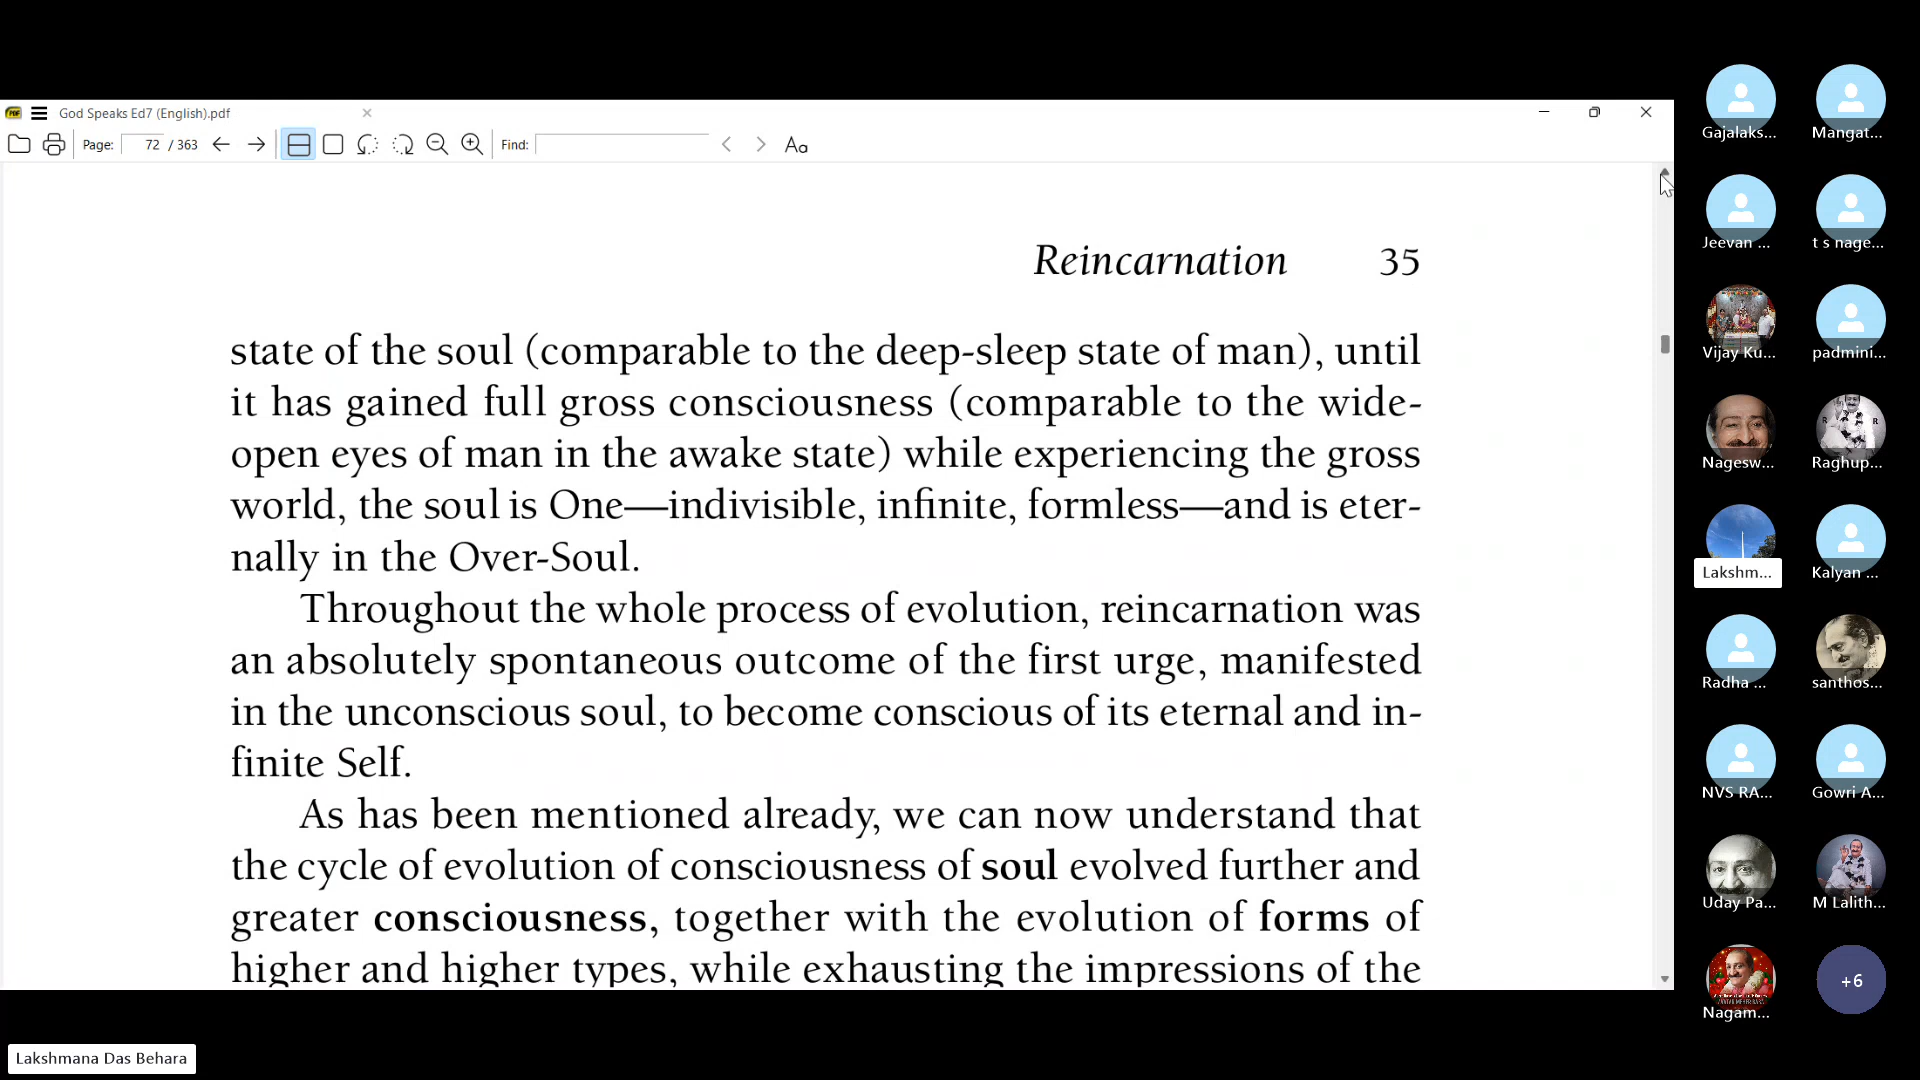 God Speaks Ed7 (English).pdf
Page: 72 / 363
Find:
Aa
Reincarnation 35
state of the soul (comparable to the deep-sleep state of man), until
it has gained full gross consciousness (comparable to the wide-
open eyes of man in the awake state) while experiencing the gross
world, the soul is One—indivisible, infinite, formless—and is eter-
nally in the Over-Soul.
Throughout the whole process of evolution, reincarnation was
an absolutely spontaneous outcome of the first urge, manifested
in the unconscious soul, to become conscious of its eternal and in-
finite Self.
As has been mentioned already, we can now understand that
the cycle of evolution of consciousness of soul evolved further and
greater consciousness, together with the evolution of forms of
higher and higher types, while exhausting the impressions of the
Gajalaks... Mangat...
Jeevan ... t s nage...
Vijay Ku... padmini...
Nagesw... Raghup...
Lakshm... Kalyan ...
Radha ... santhos...
NVS RA... Gowri A...
Uday Pa... M Lalith...
Nagam... +6
Lakshmana Das Behara